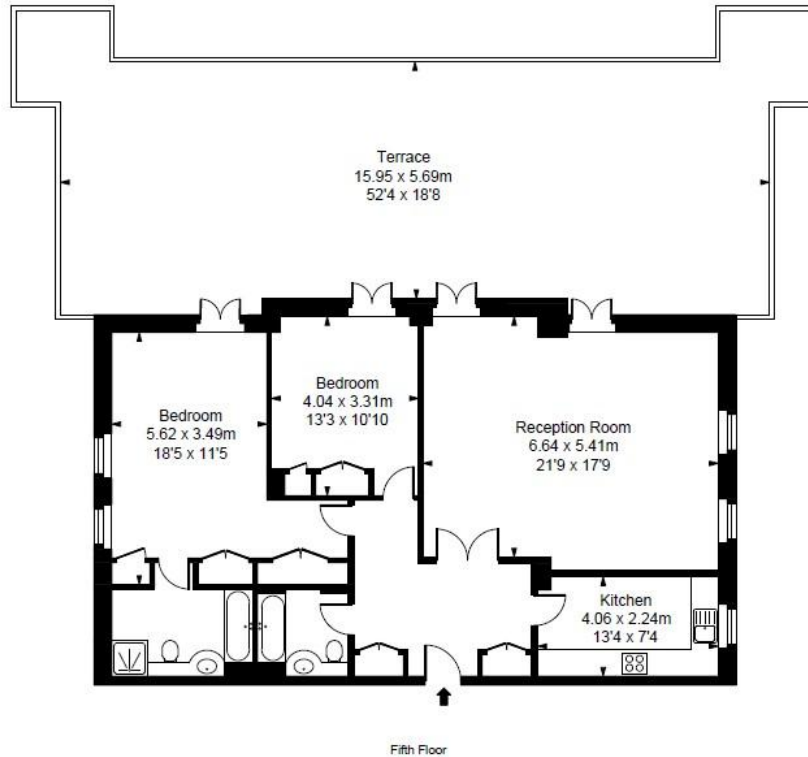 Terrace
15.95 x 5.69m
52'4 x 18'8
Bedroom
4.04 x 3.31m
13'3 x 10'10
Bedroom
5.62 x 3.49m
18'5 x 11'5
Reception Room
6.64 x 5.41m
21'9 x 17'9
Kitchen
4.06 x 2.24m
13'4 x 7'4
Fifth Floor